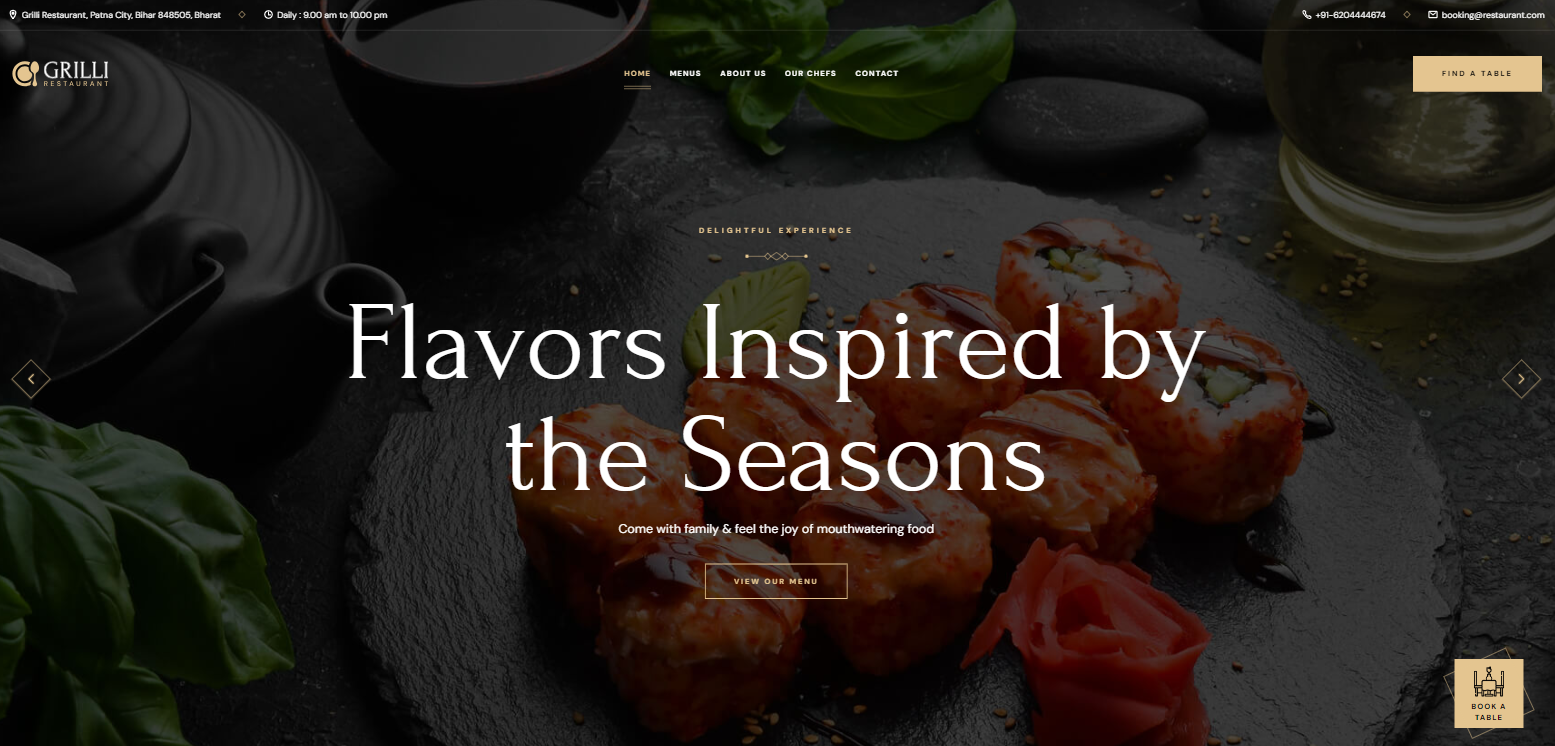 Grilli Restaurant, Patna City, Bihar 848505, Bharat
Daily : 9.00 am to 10.00 pm
+91-6204444674
booking@restaurant.com
GRILLI
RESTAURANT
HOME
MENUS
ABOUT US
OUR CHEFS
CONTACT
FIND A TABLE
DELIGHTFUL EXPERIENCE
Flavors Inspired by
the Seasons
Come with family & feel the joy of mouthwatering food
VIEW OUR MENU
BOOK A
TABLE